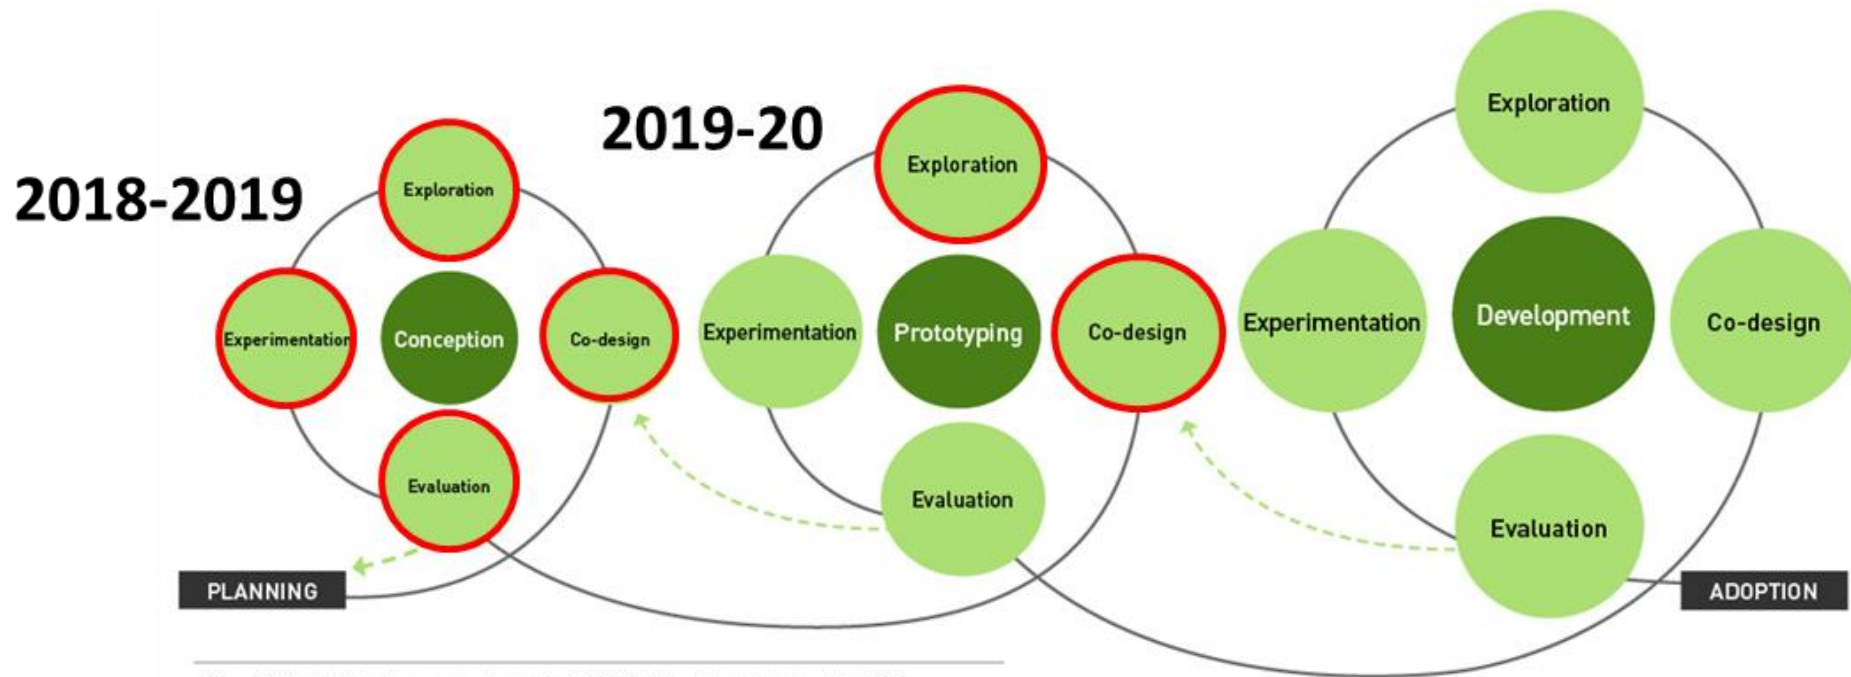 2018-2019
Exploration
Experimentation
Conception
Co-design
Evaluation
PLANNING
2019-20
Exploration
Experimentation
Prototyping
Co-design
Evaluation
Exploration
Experimentation
Development
Co-design
Evaluation
ADOPTION